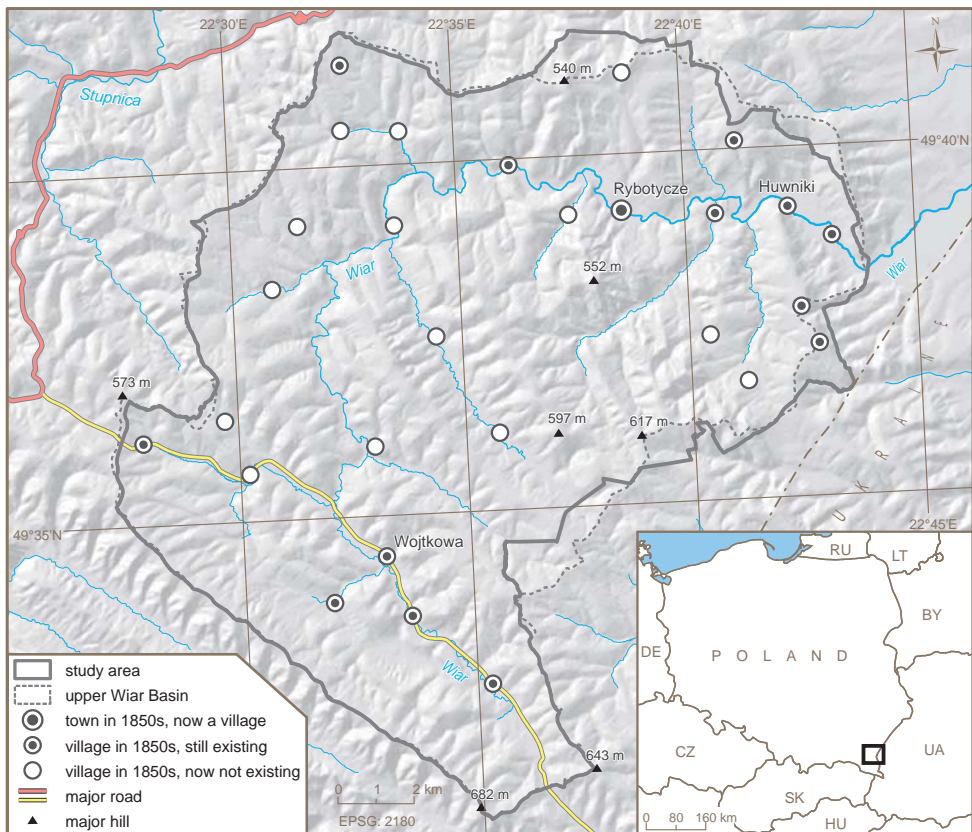 22°30'E
22°35'E
22°40'E
N
540 m
Stupnica
49°40'N
Rybotycze
Huwniki
Wiar
Wiar
552 m
573 m
597 m
617 m
U K R A I N E
49°35'N
22°45'E
Wojtkowa
Wiar
643 m
682 m
0 1 2 km
EPSG: 2180
study area
upper Wiar Basin
town in 1850s, now a village
village in 1850s, still existing
village in 1850s, now not existing
major road
major hill
RU
LT
BY
DE
POLAND
CZ
UA
SK
HU
0 80 160 km